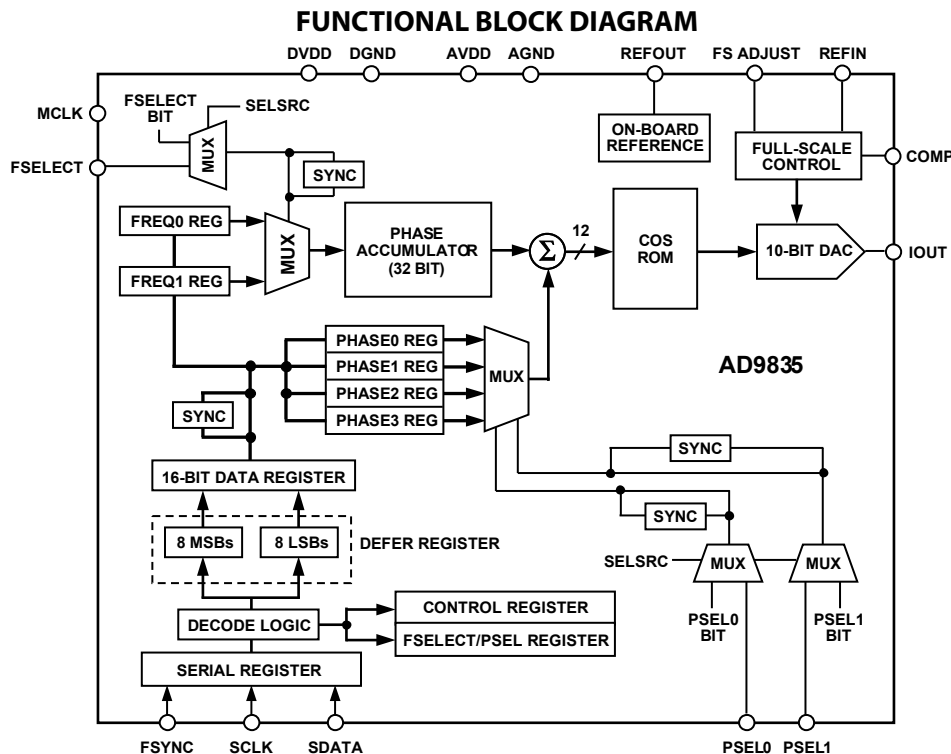 FUNCTIONAL BLOCK DIAGRAM
DVDD
DGND
AVDD
AGND
REFOUT
FS ADJUST
REFIN
MCLK
FSELECT
BIT
SELSRC
MUX
FSELECT
SYNC
ON-BOARD
REFERENCE
FULL-SCALE
CONTROL
COMP
FREQ0 REG
FREQ1 REG
MUX
PHASE
ACCUMULATOR
(32 BIT)
Σ
12
COS
ROM
10-BIT DAC
IOUT
PHASE0 REG
PHASE1 REG
PHASE2 REG
PHASE3 REG
MUX
AD9835
SYNC
16-BIT DATA REGISTER
SYNC
SYNC
8 MSBs
8 LSBs
DEFER REGISTER
SELSRC
MUX
MUX
DECODE LOGIC
CONTROL REGISTER
FSELECT/PSEL REGISTER
PSEL0
BIT
PSEL1
BIT
SERIAL REGISTER
FSYNC
SCLK
SDATA
PSEL0
PSEL1